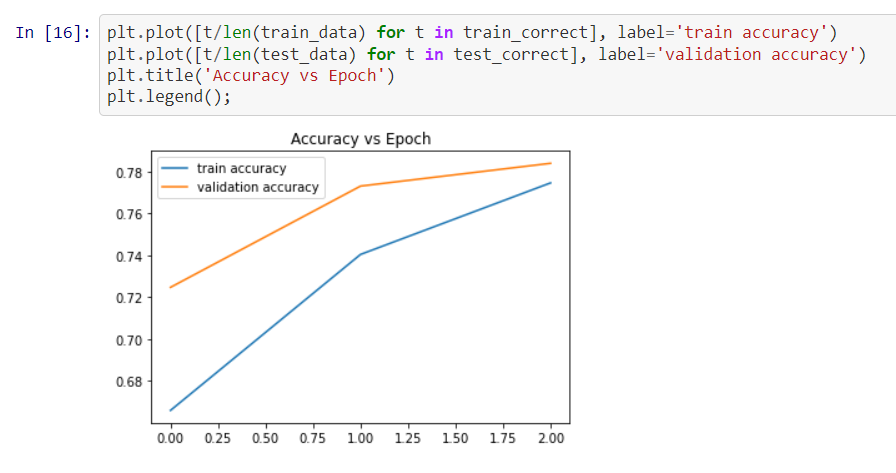 In [16]: plt.plot([t/len(train_data) for t in train_correct], label='train accuracy')
plt.plot([t/len(test_data) for t in test_correct], label='validation accuracy')
plt.title('Accuracy vs Epoch')
plt.legend();
Accuracy vs Epoch
train accuracy
validation accuracy
0.78
0.76
0.74
0.72
0.70
0.68
0.00 0.25 0.50 0.75 1.00 1.25 1.50 1.75 2.00